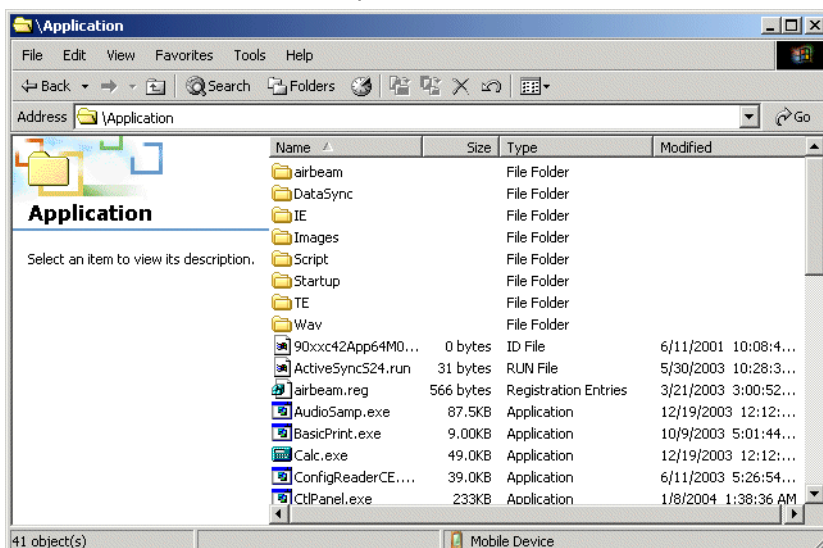 \Application
File Edit View Favorites Tools Help
Back Search Folders
Address \Application Go
Name Size Type Modified
Application
Select an item to view its description.
airbeam File Folder
DataSync File Folder
IE File Folder
Images File Folder
Script File Folder
Startup File Folder
TE File Folder
Wav File Folder
90xxc42App64M0... 0 bytes ID File 6/11/2001 10:08:4...
ActiveSyncS24.run 31 bytes RUN File 5/30/2003 10:28:3...
airbeam.reg 566 bytes Registration Entries 3/21/2003 3:00:52...
AudioSamp.exe 87.5KB Application 12/19/2003 12:12:...
BasicPrint.exe 9.00KB Application 10/9/2003 5:01:44...
Calc.exe 49.0KB Application 12/19/2003 12:12:...
ConfigReaderCE.... 39.0KB Application 6/11/2003 5:26:54...
CtlPanel.exe 233KB Application 1/8/2004 1:38:36 AM
41 object(s) Mobile Device